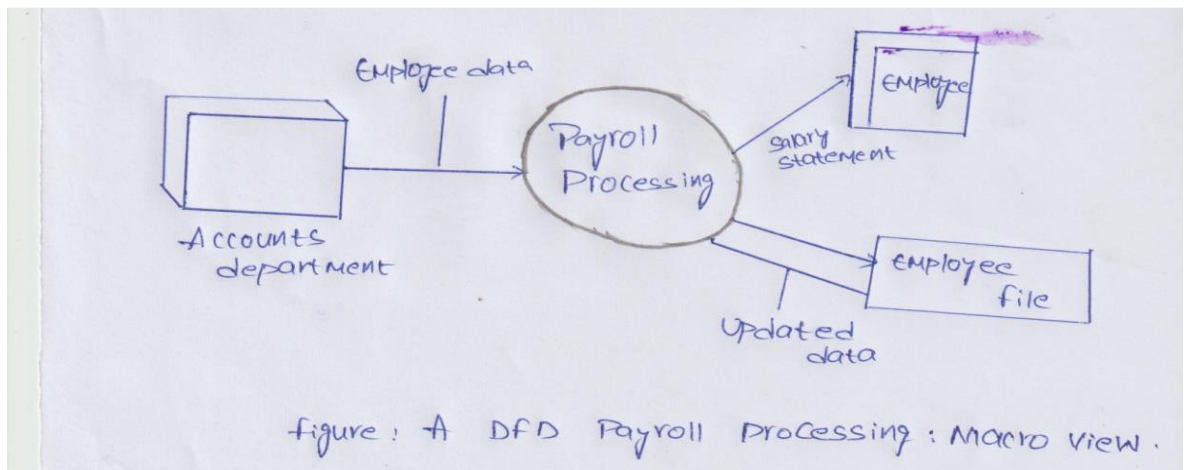 Employee data
Payroll
Processing
Employee
Salary
statement
Accounts
department
Employee
file
Updated
data
figure: A DFD Payroll Processing: Macro view.